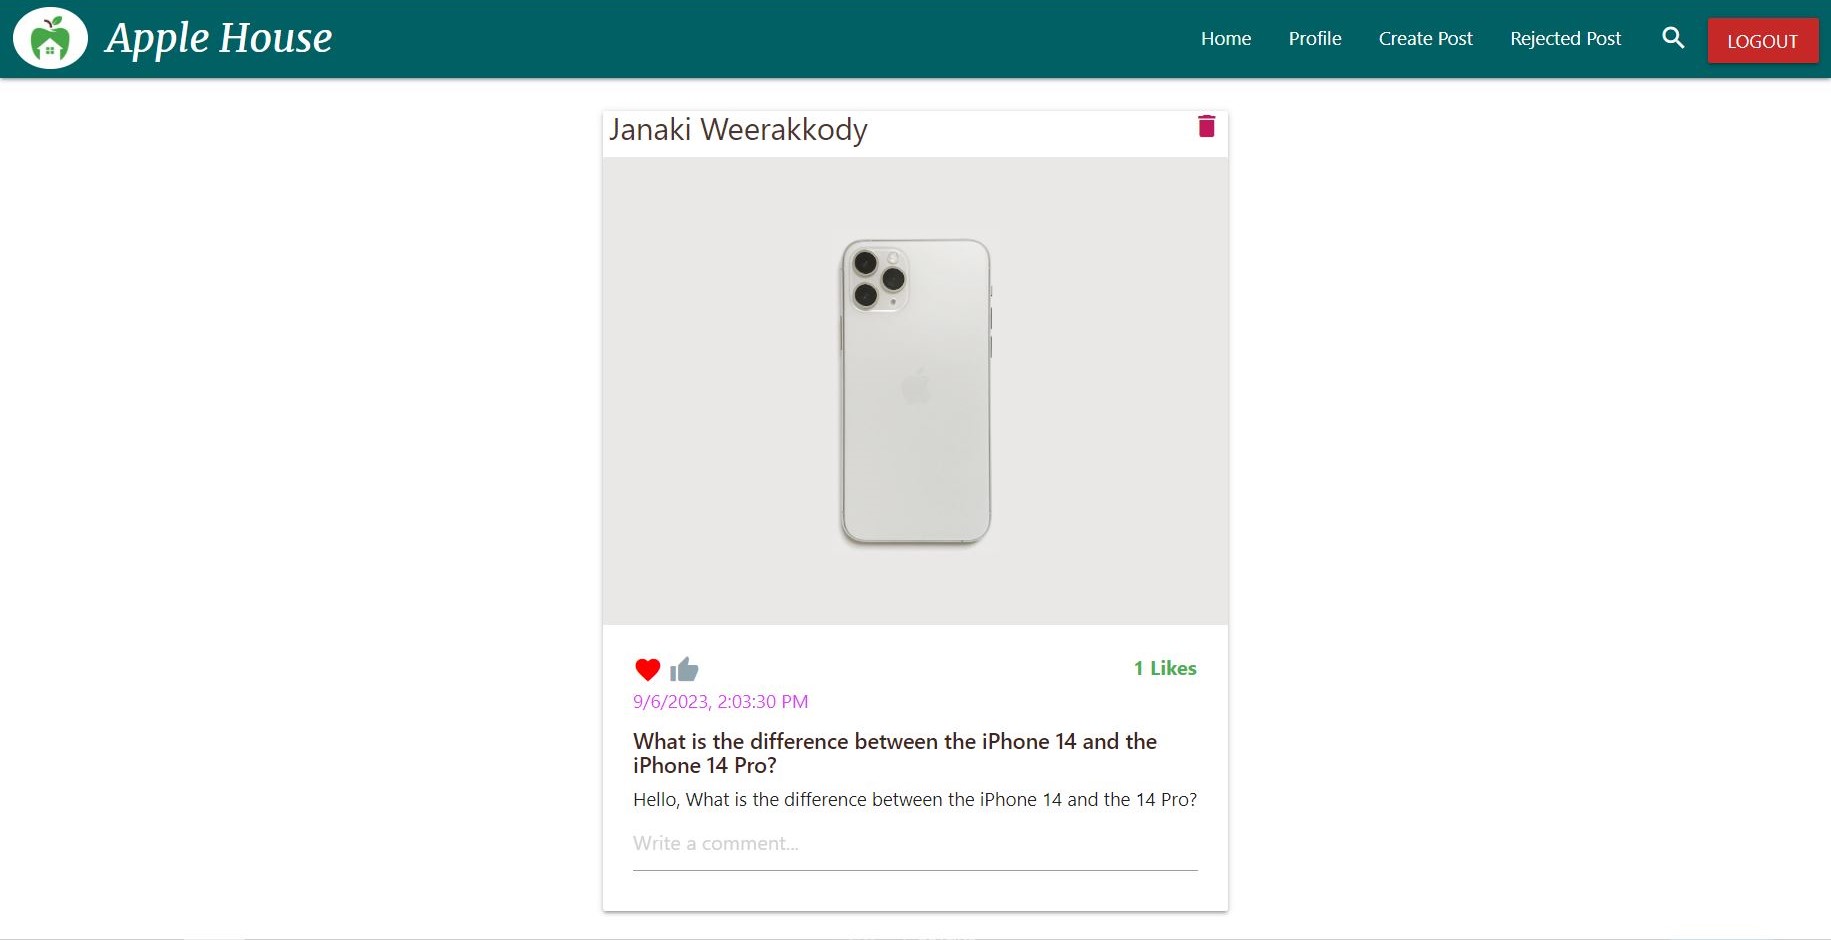 Apple House
Home
Profile
Create Post
Rejected Post
LOGOUT
Janaki Weerakkody
1 Likes
9/6/2023, 2:03:30 PM
What is the difference between the iPhone 14 and the
iPhone 14 Pro?
Hello, What is the difference between the iPhone 14 and the 14 Pro?
Write a comment...